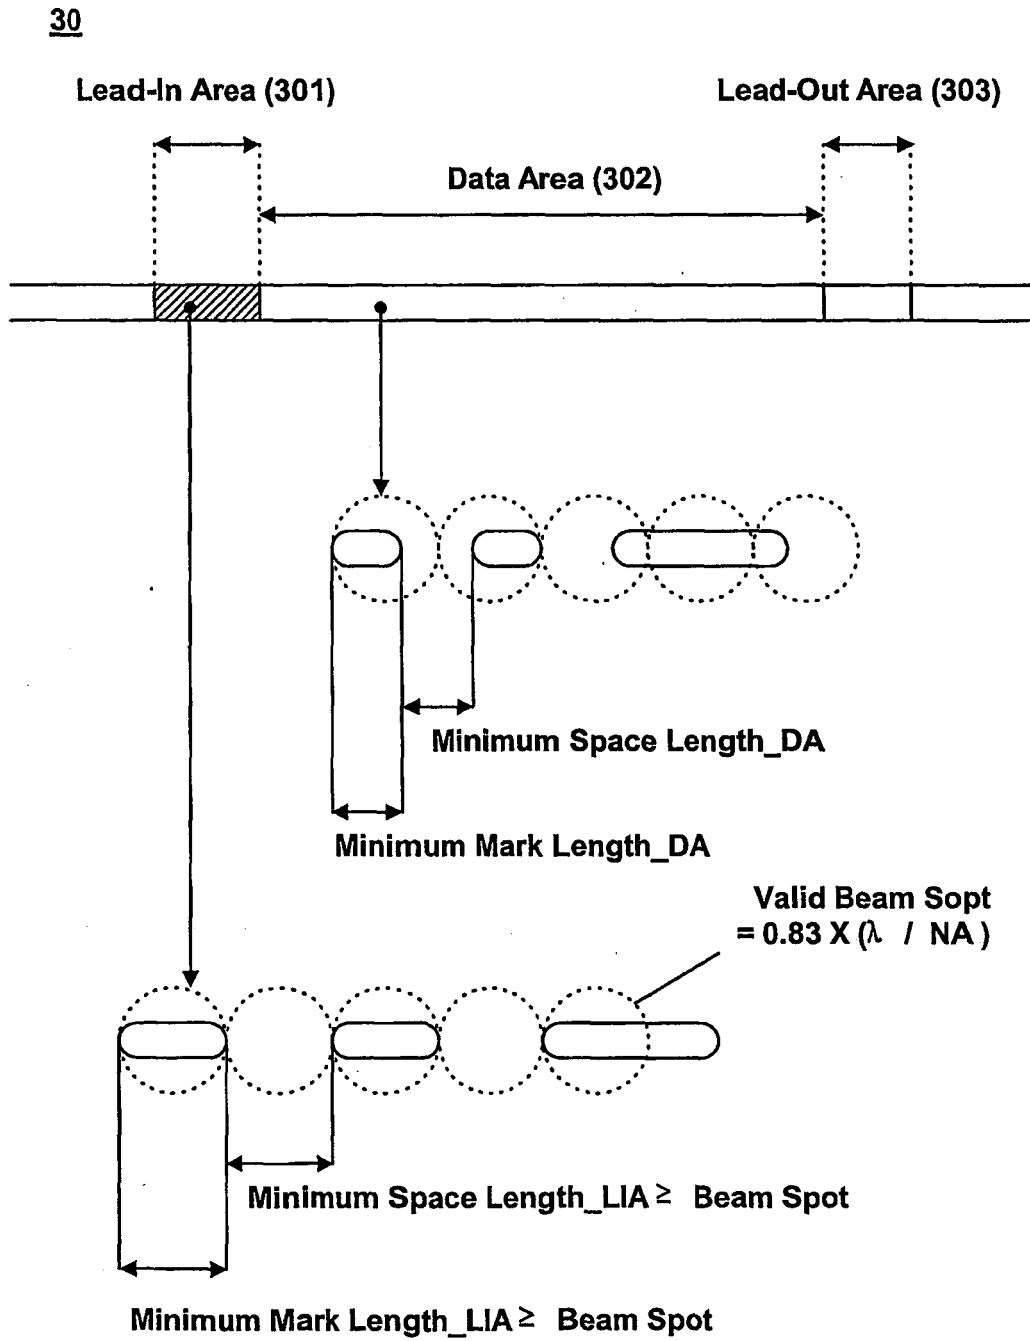 30
Lead-In Area (301)
Lead-Out Area (303)
Data Area (302)
Minimum Space Length_DA
Minimum Mark Length_DA
Valid Beam Sopt
= 0.83 X (λ / NA)
Minimum Space Length_LIA ≥ Beam Spot
Minimum Mark Length_LIA ≥ Beam Spot